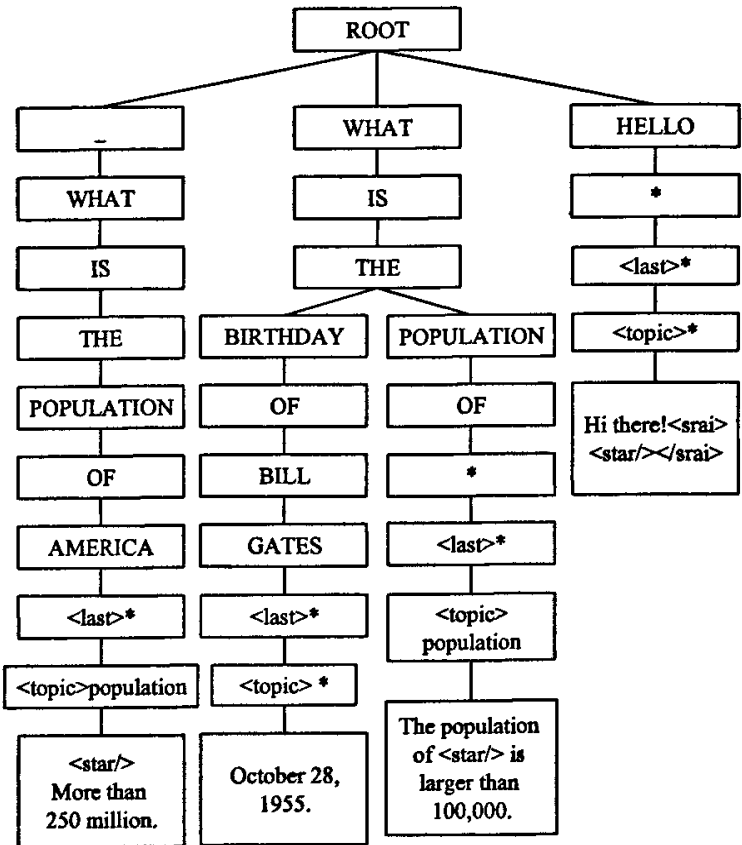 ROOT
_
WHAT
IS
THE
POPULATION
OF
AMERICA
<last>*
<topic>population
<star/>
More than
250 million.
WHAT
IS
THE
BIRTHDAY
OF
BILL
GATES
<last>*
<topic> *
October 28,
1955.
POPULATION
OF
*
<last>*
<topic>
population
The population
of <star/> is
larger than
100,000.
HELLO
*
<last>*
<topic>*
Hi there!<srai>
<star/></srai>